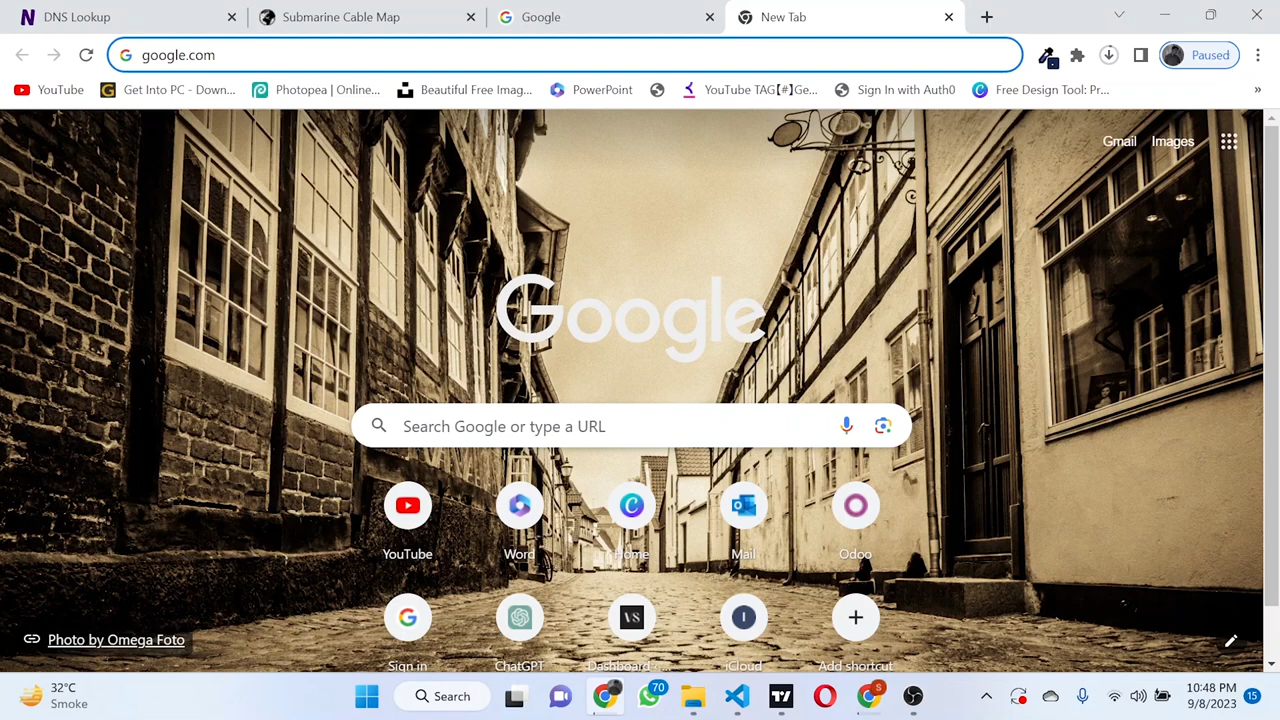 DNS Lookup
Submarine Cable Map
Google
New Tab
google.com
Paused
YouTube
Get Into PC - Down...
Photopea | Online...
Beautiful Free Imag...
PowerPoint
YouTube TAG【#】Ge...
Sign In with Auth0
Free Design Tool: Pr...
»
Gmail
Images
Google
Search Google or type a URL
YouTube
Word
Home
Mail
Odoo
VS
I
Sign in
ChatGPT
Dashboard - ...
iCloud
Add shortcut
Photo by Omega Foto
32°C
Smoke
Search
70
S
10:48 PM
9/8/2023
15